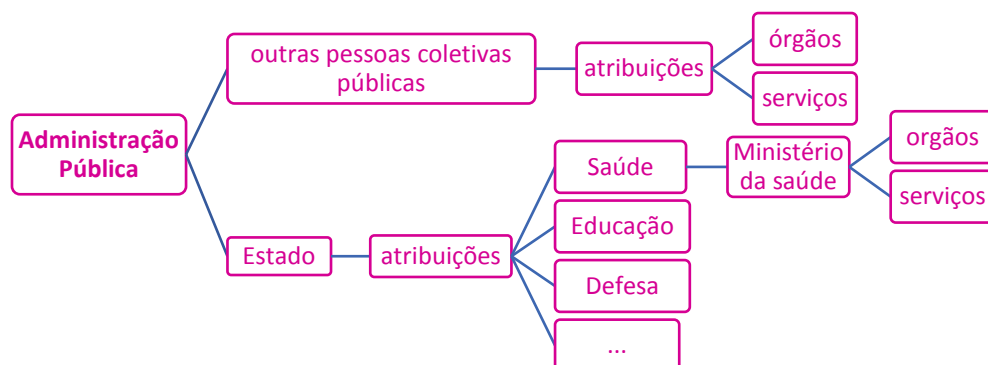 Administração
Pública
outras pessoas coletivas
públicas
atribuições
órgãos
serviços
Estado
atribuições
Saúde
Ministério
da saúde
orgãos
serviços
Educação
Defesa
...